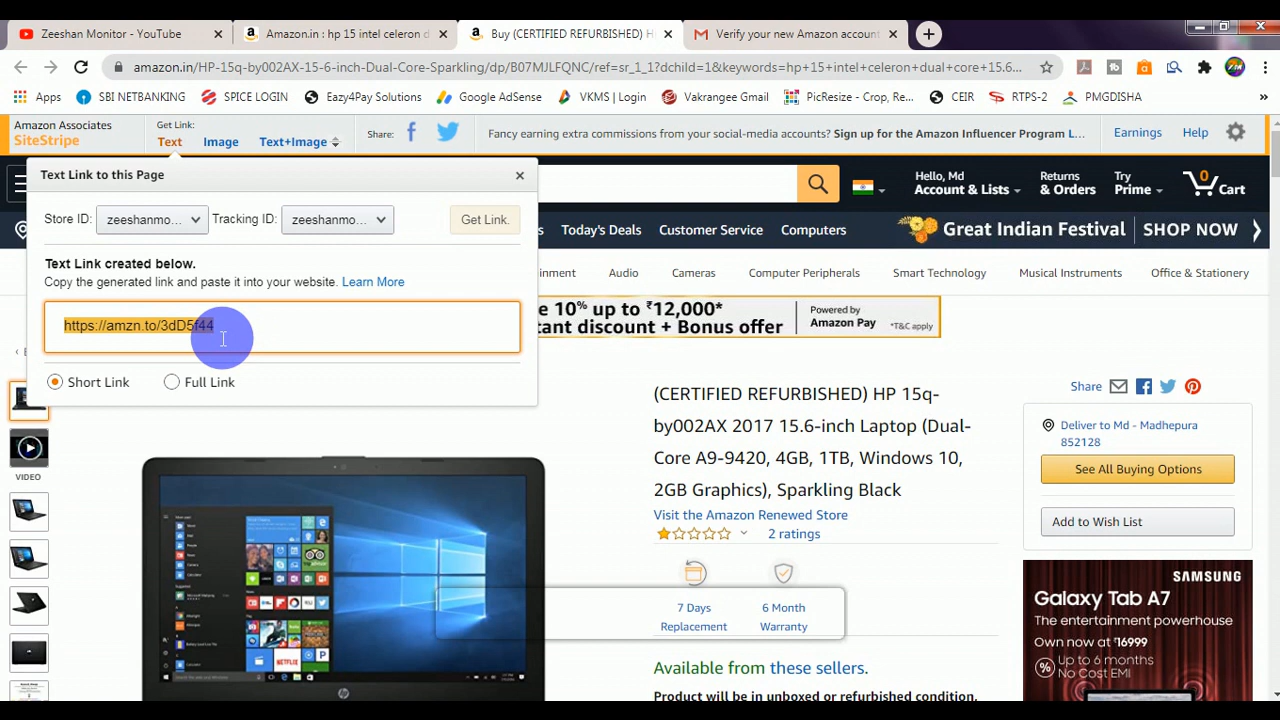 Zeeshan Monitor - YouTube
Amazon.in : hp 15 intel celeron d
Buy (CERTIFIED REFURBISHED) H
Verify your new Amazon account
amazon.in/HP-15q-by002AX-15-6-inch-Dual-Core-Sparkling/dp/B07MJLFQNC/ref=sr_1_1?dchild=1&keywords=hp+15+intel+celeron+dual+core+15.6...
Apps
SBI NETBANKING
SPICE LOGIN
Eazy4Pay Solutions
Google AdSense
VKMS | Login
Vakrangee Gmail
PicResize - Crop, Re...
CEIR
RTPS-2
PMGDISHA
Amazon Associates
SiteStripe
Get Link:
Text
Image
Text+Image
Share:
Fancy earning extra commissions from your social-media accounts? Sign up for the Amazon Influencer Program L...
Earnings
Help
Text Link to this Page
Store ID:
zeeshanmo...
Tracking ID:
zeeshanmo...
Get Link.
Text Link created below.
Copy the generated link and paste it into your website. Learn More
https://amzn.to/3dD5f44
Short Link
Full Link
Hello, Md
Account & Lists
Returns
& Orders
Try
Prime
0
Cart
Today's Deals
Customer Service
Computers
Great Indian Festival
SHOP NOW
Audio
Cameras
Computer Peripherals
Smart Technology
Musical Instruments
Office & Stationery
10% up to ₹12,000*
discount + Bonus offer
Amazon Pay
*T&C apply
VIDEO
(CERTIFIED REFURBISHED) HP 15q-
by002AX 2017 15.6-inch Laptop (Dual-
Core A9-9420, 4GB, 1TB, Windows 10,
2GB Graphics), Sparkling Black
Visit the Amazon Renewed Store
2 ratings
7 Days
Replacement
6 Month
Warranty
Available from these sellers.
Product will be in unboxed or refurbished condition,
Share
Deliver to Md - Madhepura
852128
See All Buying Options
Add to Wish List
SAMSUNG
Galaxy Tab A7
The entertainment powerhouse
Own now at ₹16999
Up to 6 months
No Cost EMI